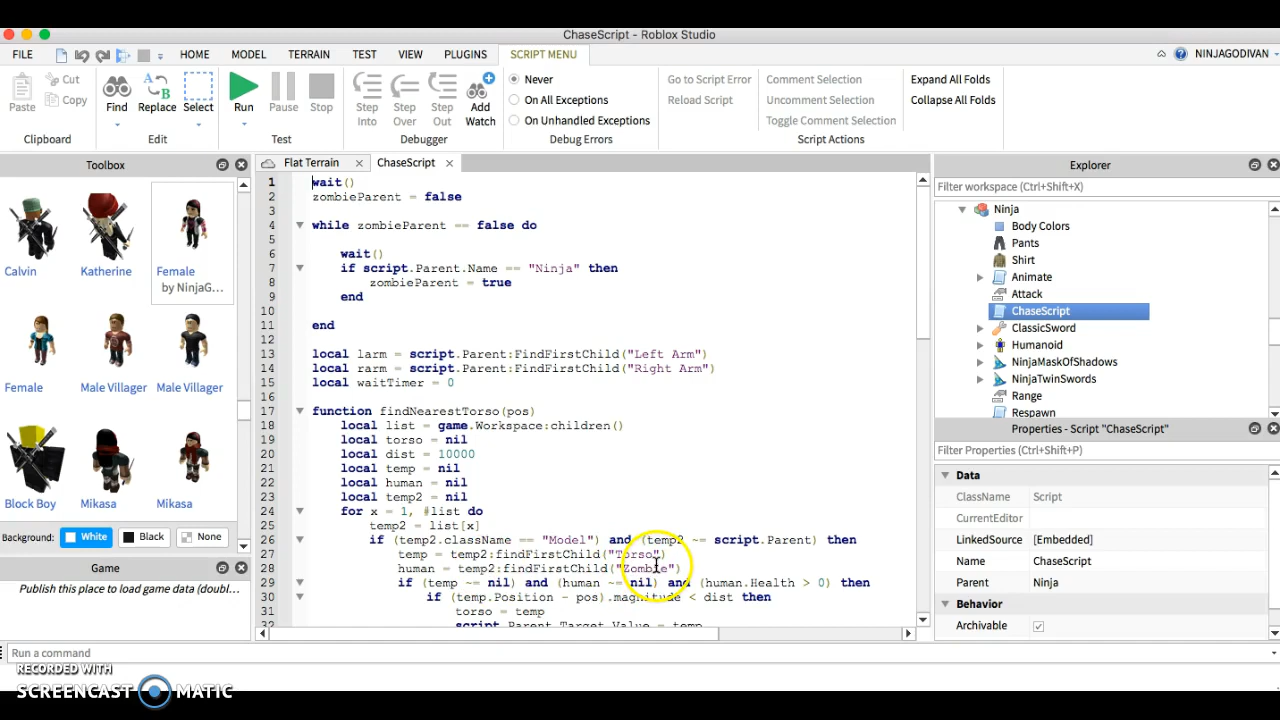 ChaseScript - Roblox Studio
FILE HOME MODEL TERRAIN TEST VIEW PLUGINS SCRIPT MENU NINJAGODIVAN
Paste Cut Copy Find Replace Select Run Pause Stop Step Into Step Over Step Out Add Watch
Never
On All Exceptions
On Unhandled Exceptions
Go to Script Error
Reload Script
Comment Selection
Uncomment Selection
Toggle Comment Selection
Expand All Folds
Collapse All Folds
Clipboard Edit Test Debugger Debug Errors Script Actions
Toolbox
Calvin Katherine Female
by NinjaG...
Female Male Villager Male Villager
Block Boy Mikasa Mikasa
Background: White Black None
Game
Publish this place to load game data (doubl...
Flat Terrain ChaseScript
1 wait()
2 zombieParent = false
3
4 while zombieParent == false do
5
6 wait()
7 if script.Parent.Name == "Ninja" then
8 zombieParent = true
9 end
10
11 end
12
13 local larm = script.Parent:FindFirstChild("Left Arm")
14 local rarm = script.Parent:FindFirstChild("Right Arm")
15 local waitTimer = 0
16
17 function findNearestTorso(pos)
18 local list = game.Workspace:children()
19 local torso = nil
20 local dist = 10000
21 local temp = nil
22 local human = nil
23 local temp2 = nil
24 for x = 1, #list do
25 temp2 = list[x]
26 if (temp2.className == "Model") and (temp2 ~= script.Parent) then
27 temp = temp2:findFirstChild("Torso")
28 human = temp2:findFirstChild("Zombie")
29 if (temp ~= nil) and (human ~= nil) and (human.Health > 0) then
30 if (temp.Position - pos).magnitude < dist then
31 torso = temp
32 script.Parent.Target.Value = temp
Explorer
Filter workspace (Ctrl+Shift+X)
Ninja
Body Colors
Pants
Shirt
Animate
Attack
ChaseScript
ClassicSword
Humanoid
NinjaMaskOfShadows
NinjaTwinSwords
Range
Respawn
Properties - Script "ChaseScript"
Filter Properties (Ctrl+Shift+P)
Data
ClassName Script
CurrentEditor
LinkedSource [Embedded]
Name ChaseScript
Parent Ninja
Behavior
Archivable
Run a command
RECORDED WITH
SCREENCAST MATIC